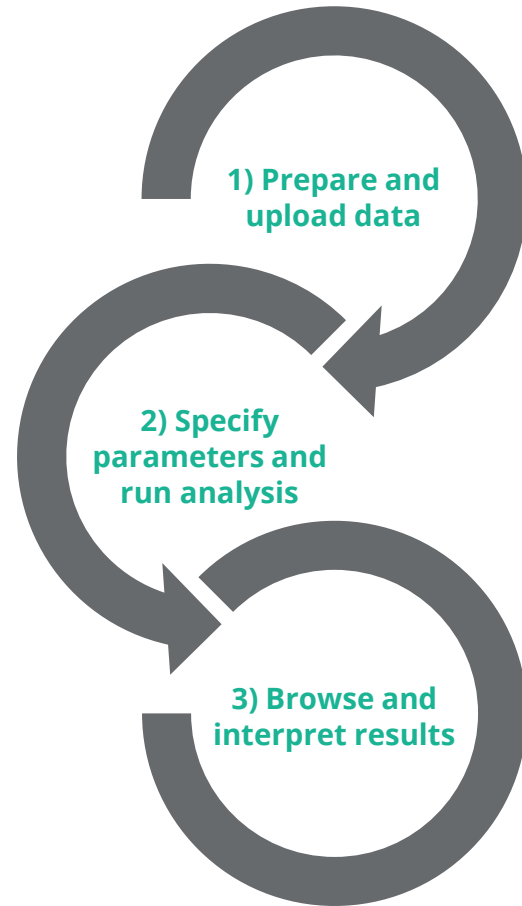 1) Prepare and
upload data
2) Specify
parameters and
run analysis
3) Browse and
interpret results